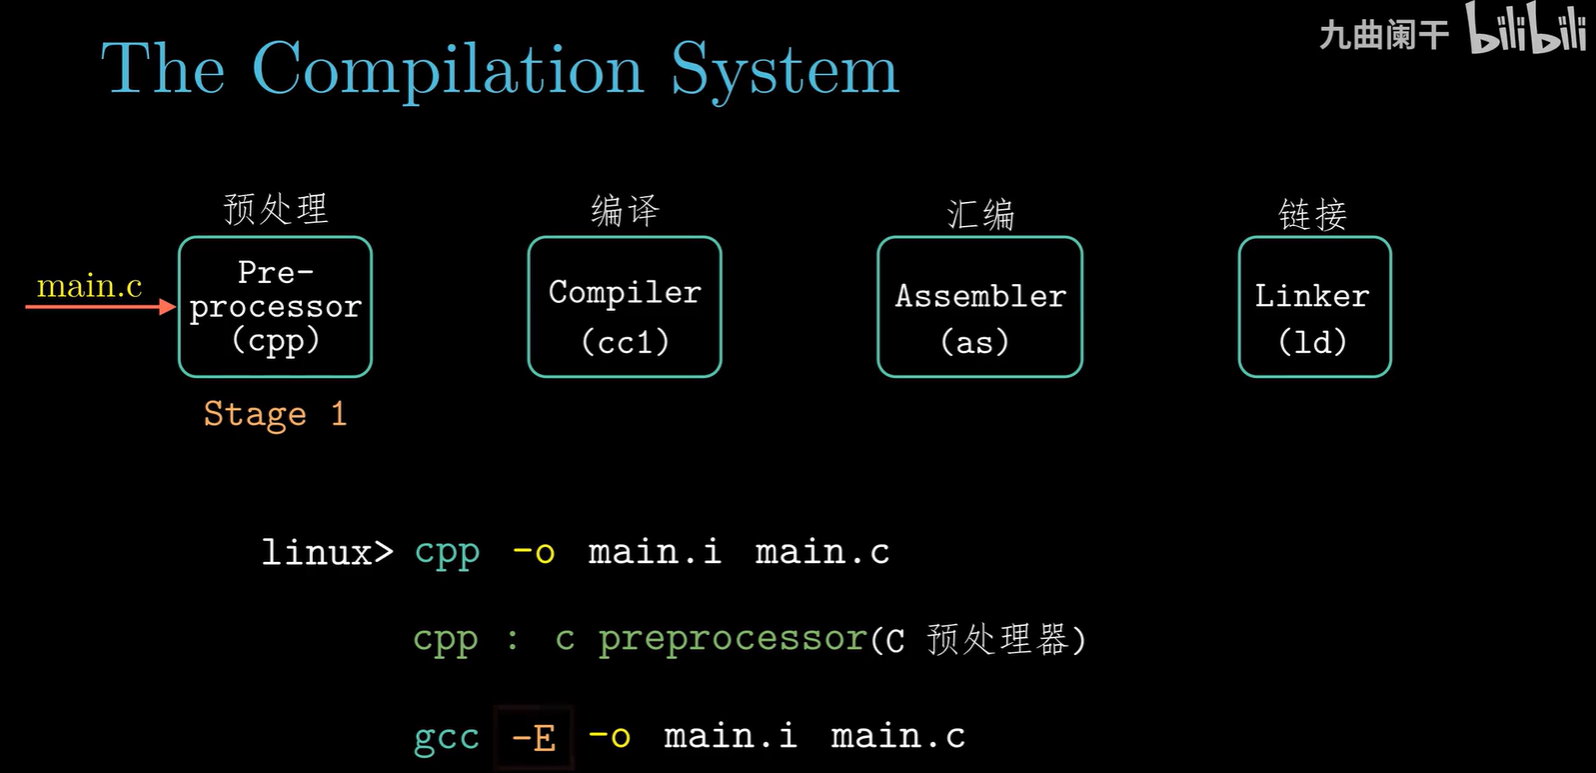 九曲阑干 bilibili
The Compilation System
预处理
编译
汇编
链接
main.c
Pre-
processor
(cpp)
Compiler
(cc1)
Assembler
(as)
Linker
(ld)
Stage 1
linux> cpp -o main.i main.c
cpp : c preprocessor(C 预处理器)
gcc -E -o main.i main.c